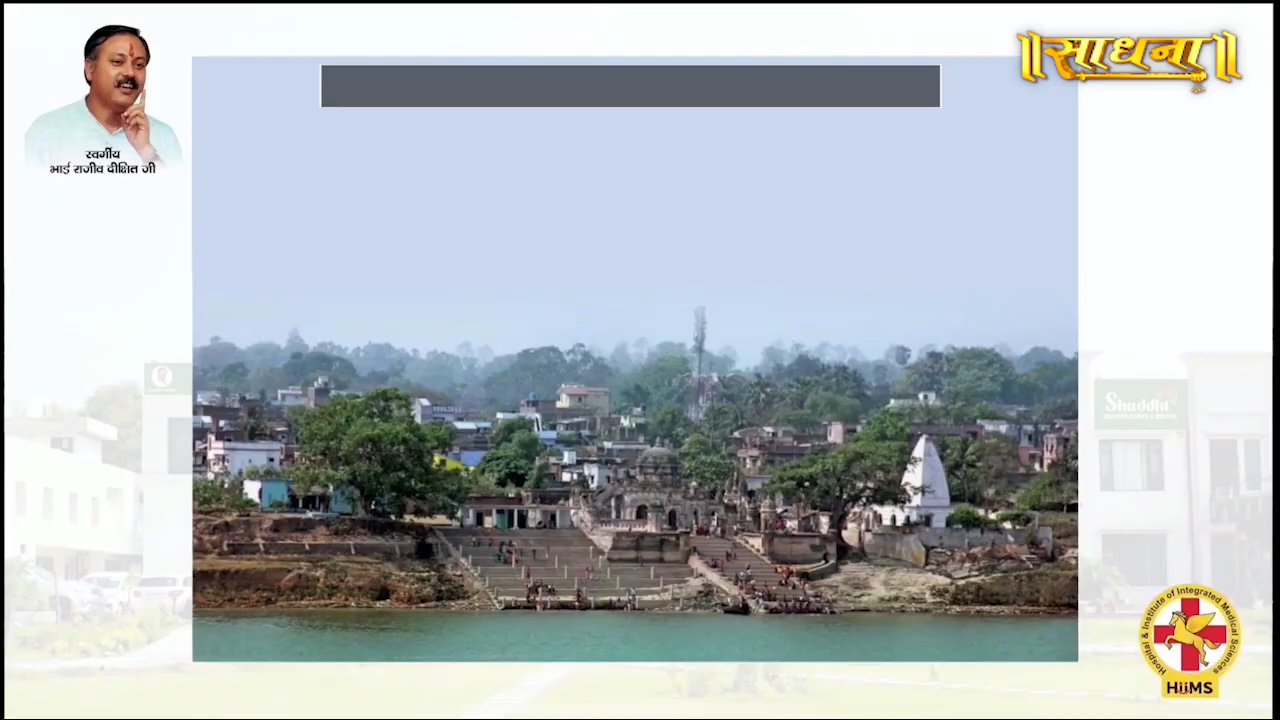 ॥साधना॥
स्वर्गीय
भाई राजीव दीक्षित जी
Shuddhi
Hospital & Institute of Integrated Medical Sciences
HiiMS